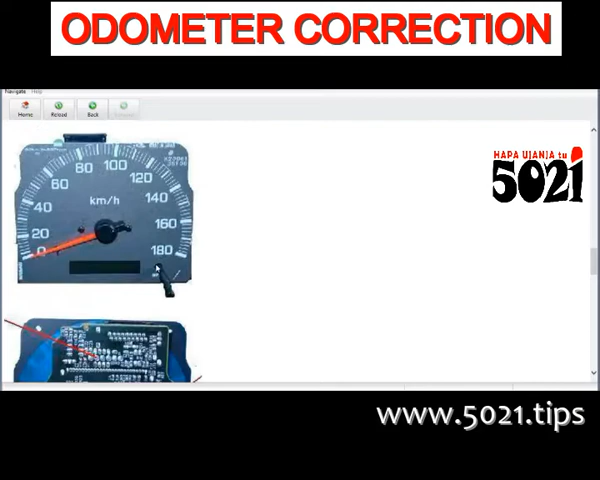 ODOMETER CORRECTION
Navigate Help
Home Reload Back
HAPA UJANJA tu
5021
80 100 120
60 140
km/h
40 160
20 180
0
www.5021.tips